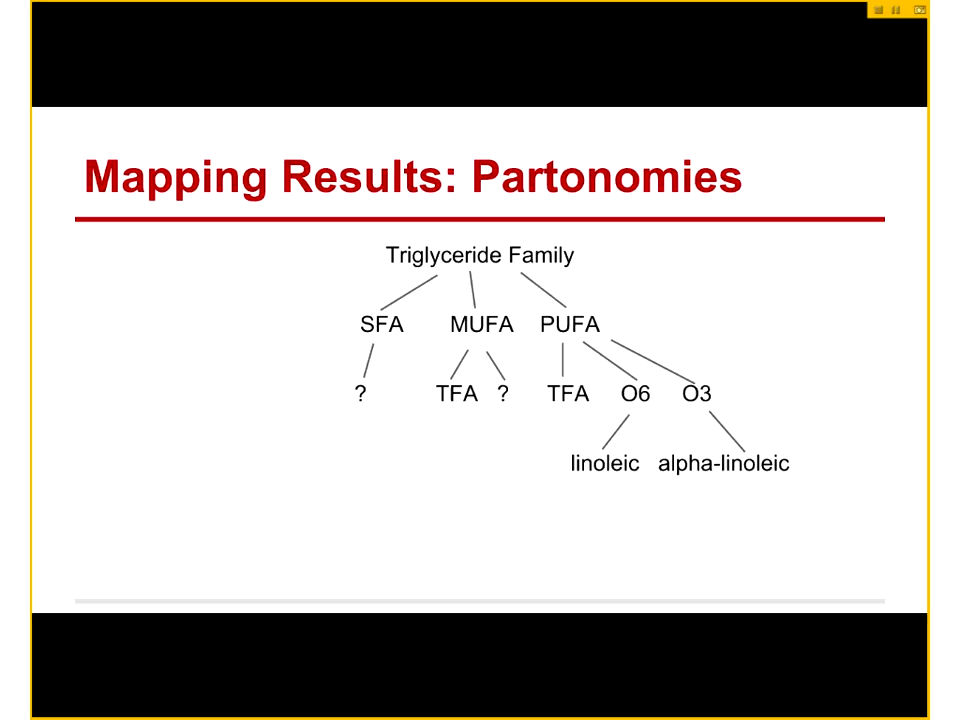 Mapping Results: Partonomies
Triglyceride Family
SFA MUFA PUFA
? TFA ? TFA O6 O3
linoleic alpha-linoleic